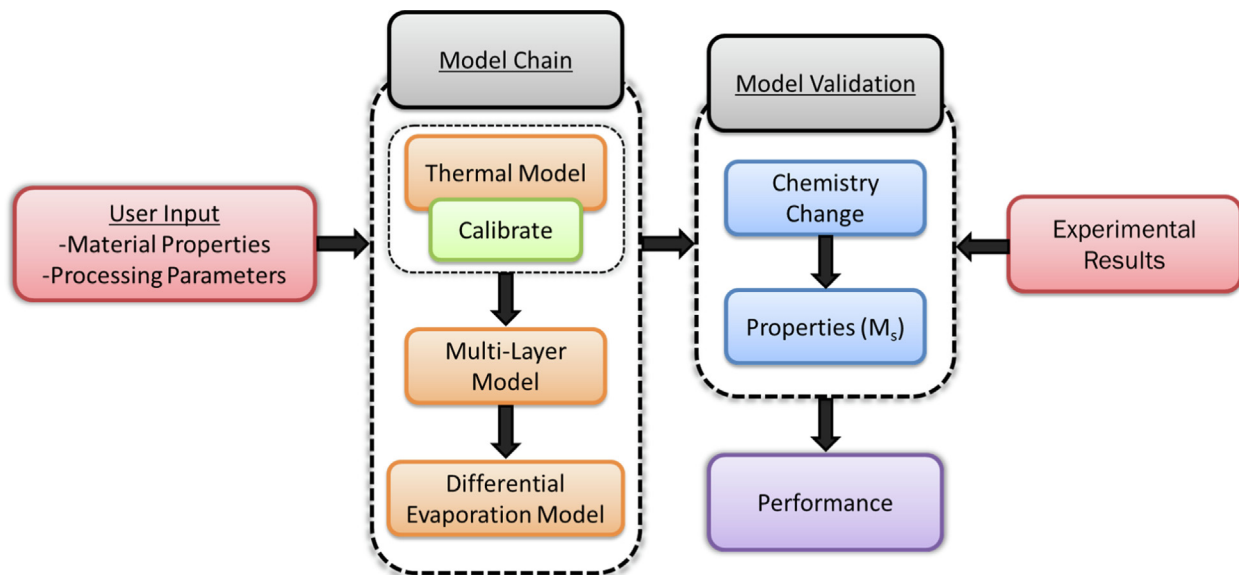 User Input
-Material Properties
-Processing Parameters
Model Chain
Thermal Model
Calibrate
Multi-Layer
Model
Differential
Evaporation Model
Model Validation
Chemistry
Change
Properties (Mₛ)
Performance
Experimental
Results